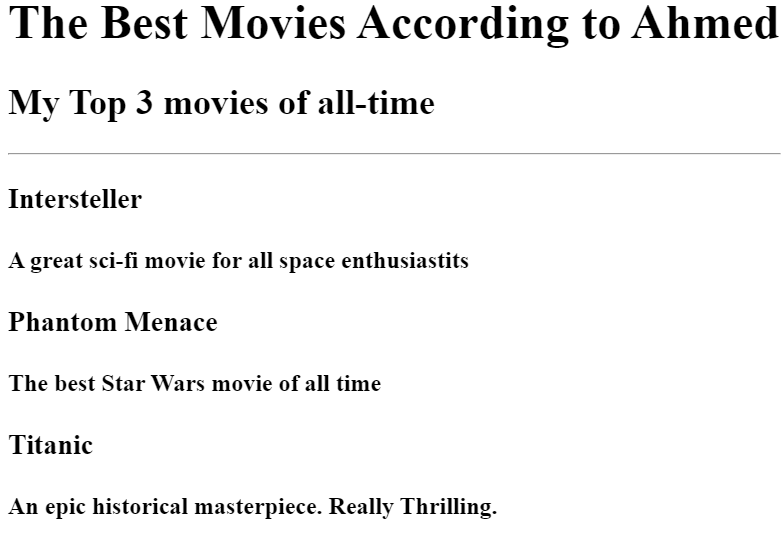 The Best Movies According to Ahmed
My Top 3 movies of all-time
Intersteller
A great sci-fi movie for all space enthusiastits
Phantom Menace
The best Star Wars movie of all time
Titanic
An epic historical masterpiece. Really Thrilling.